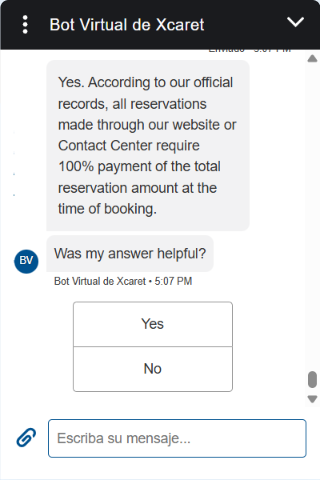 Bot Virtual de Xcaret
Enviado • 5:07 PM
Yes. According to our official
records, all reservations
made through our website or
Contact Center require
100% payment of the total
reservation amount at the
time of booking.
BV
Was my answer helpful?
Bot Virtual de Xcaret • 5:07 PM
Yes
No
Escriba su mensaje...